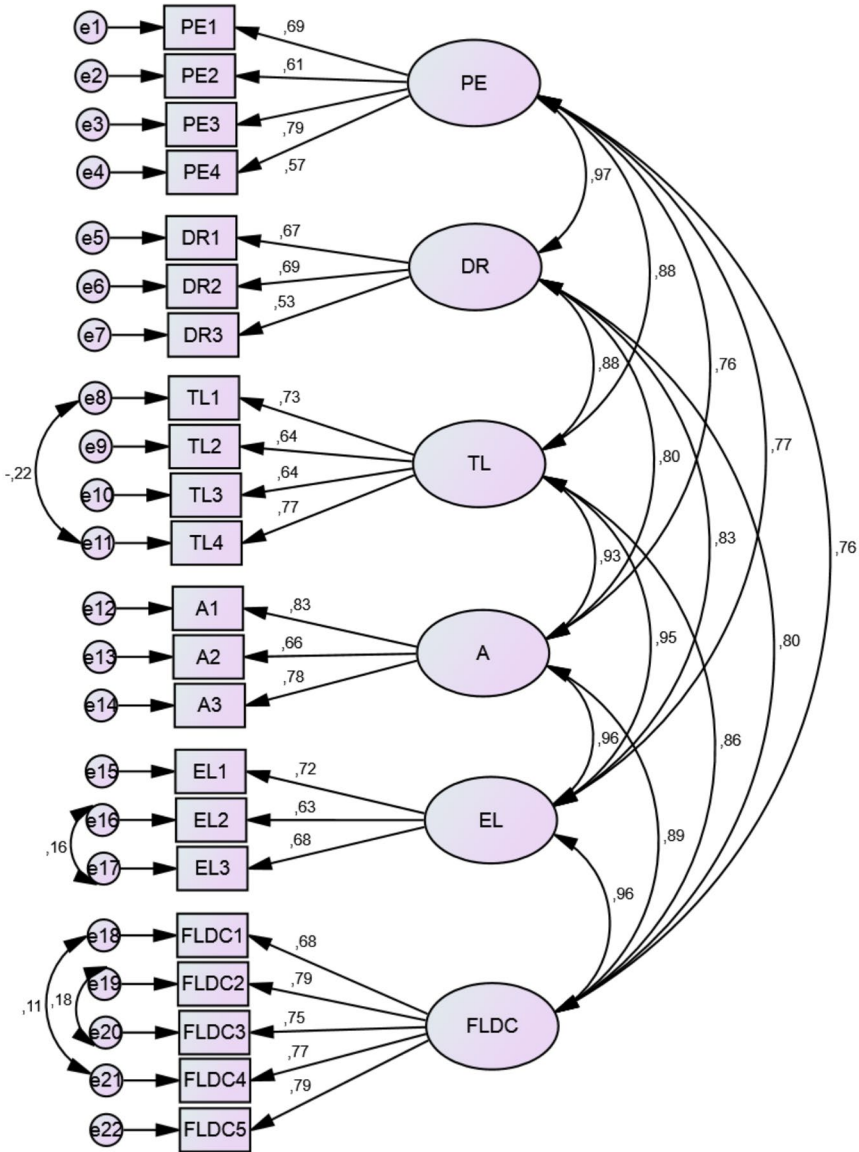 e1 PE1 ,69
e2 PE2 ,61
PE
e3 PE3 ,79
e4 PE4 ,57
,97
e5 DR1 ,67
e6 DR2 ,69
DR
,88
e7 DR3 ,53
,88
,76
e8 TL1 ,73
e9 TL2 ,64
,77
-,22
TL
,80
e10 TL3 ,64
e11 TL4 ,77
,83
,76
,93
e12 A1 ,83
,95
,80
e13 A2 ,66
A
e14 A3 ,78
,96
,86
e15 EL1 ,72
e16 EL2 ,63
EL
,16
,89
e17 EL3 ,68
,96
e18 FLDC1 ,68
e19 FLDC2 ,79
,11 ,18
FLDC
e20 FLDC3 ,75
e21 FLDC4 ,77
e22 FLDC5 ,79